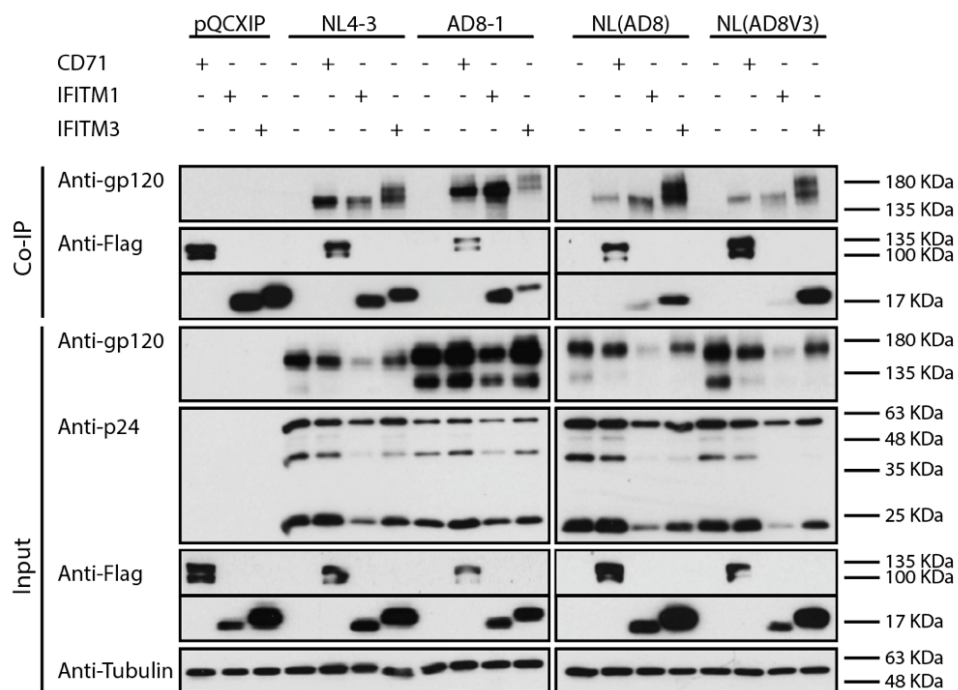 pQCXIP NL4-3 AD8-1 NL(AD8) NL(AD8V3)
CD71 + - - - + - - - + - - - + - - - + - -
IFITM1 - + - - - + - - - + - - - + - - - + -
IFITM3 - - + - - - + - - - + - - - + - - - +
Co-IP
Anti-gp120
180 KDa
135 KDa
Anti-Flag
135 KDa
100 KDa
17 KDa
Input
Anti-gp120
180 KDa
135 KDa
Anti-p24
63 KDa
48 KDa
35 KDa
25 KDa
Anti-Flag
135 KDa
100 KDa
17 KDa
Anti-Tubulin
63 KDa
48 KDa